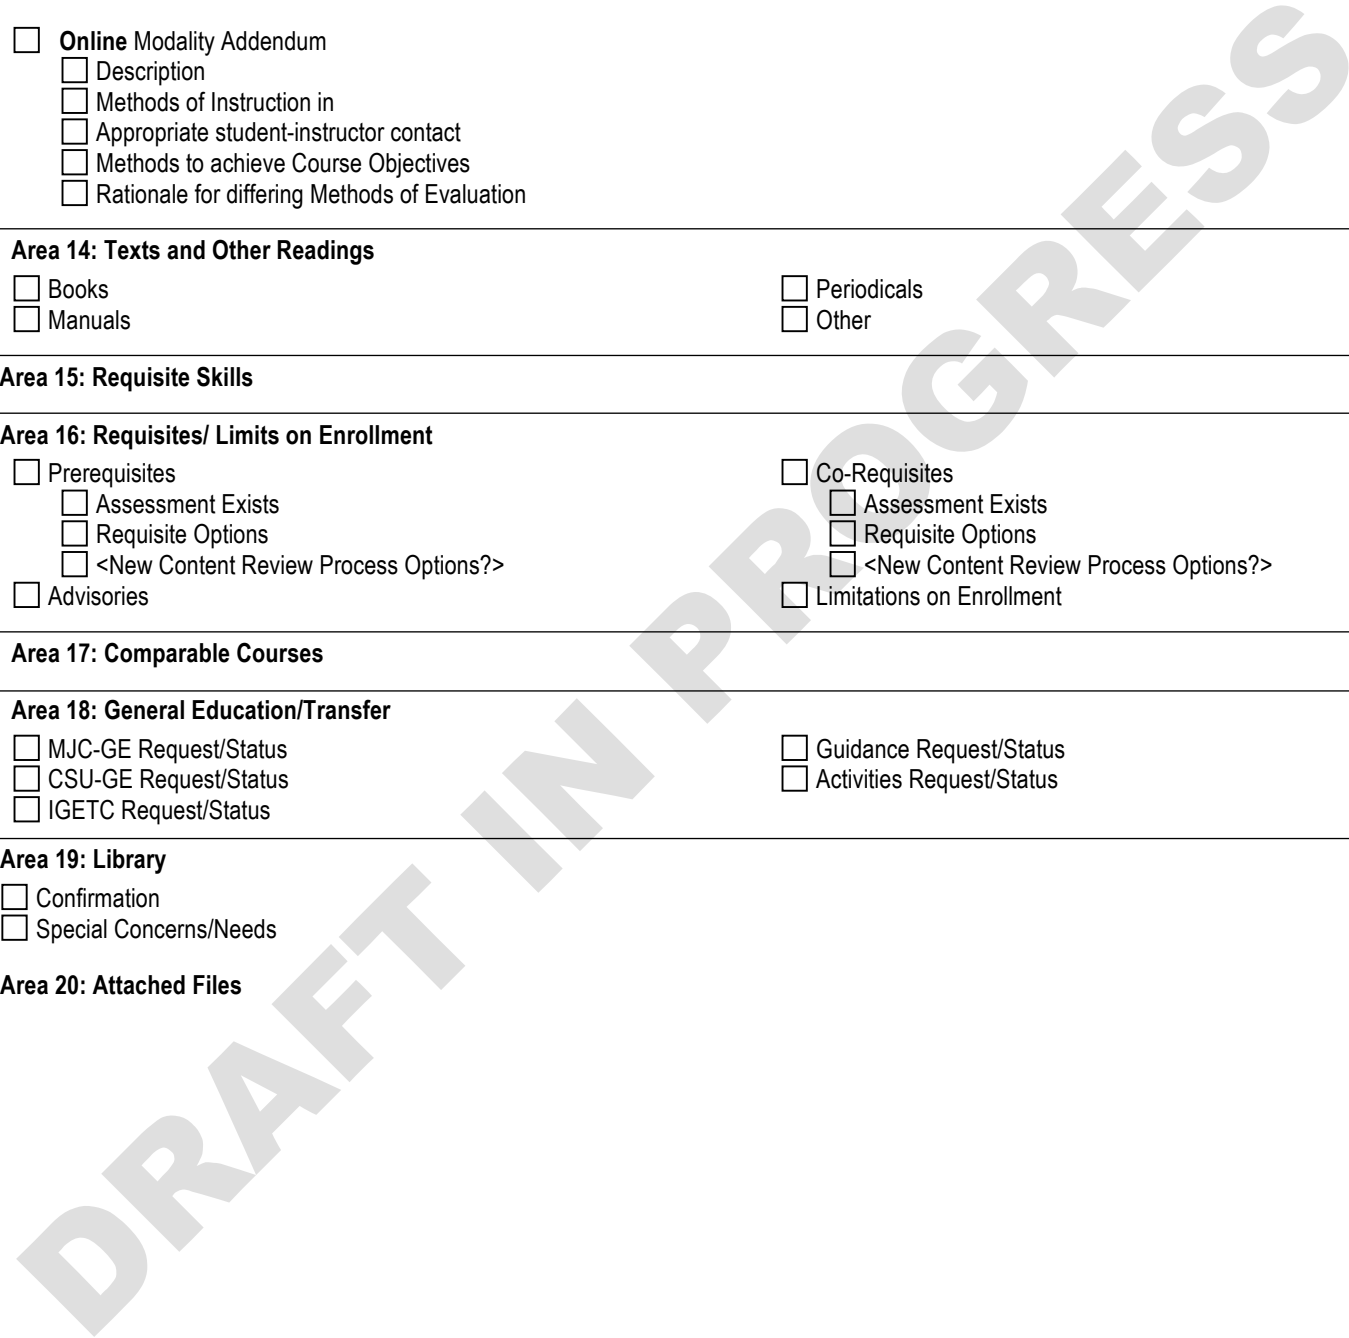 Online Modality Addendum
Description
Methods of Instruction in
Appropriate student-instructor contact
Methods to achieve Course Objectives
Rationale for differing Methods of Evaluation
Area 14: Texts and Other Readings
Books
Manuals
Periodicals
Other
Area 15: Requisite Skills
Area 16: Requisites/ Limits on Enrollment
Prerequisites
Assessment Exists
Requisite Options
<New Content Review Process Options?>
Advisories
Co-Requisites
Assessment Exists
Requisite Options
<New Content Review Process Options?>
Limitations on Enrollment
Area 17: Comparable Courses
Area 18: General Education/Transfer
MJC-GE Request/Status
CSU-GE Request/Status
IGETC Request/Status
Guidance Request/Status
Activities Request/Status
Area 19: Library
Confirmation
Special Concerns/Needs
Area 20: Attached Files
DRAFT IN PROGRESS